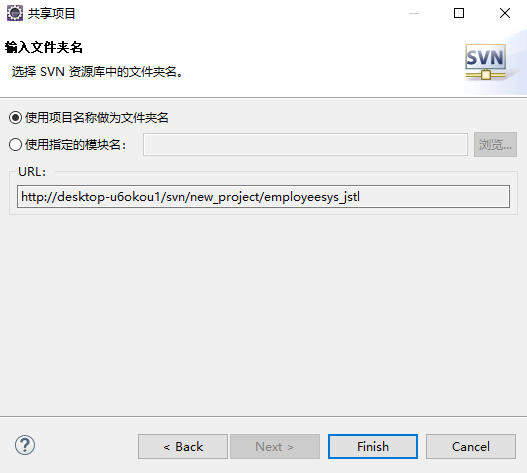 共享项目
输入文件夹名
选择 SVN 资源库中的文件夹名。
SVN
使用项目名称做为文件夹名
使用指定的模块名：
浏览...
URL：
http://desktop-u6okou1/svn/new_project/employeesys_jstl
?
< Back
Next >
Finish
Cancel